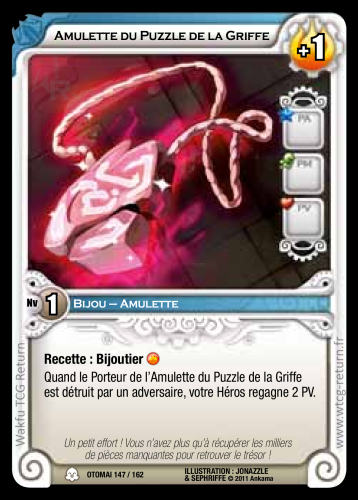 AMULETTE DU PUZZLE DE LA GRIFFE
+1
PA
PM
PV
Nv 1
BIJOU – AMULETTE
Recette : Bijoutier
Quand le Porteur de l'Amulette du Puzzle de la Griffe
est détruit par un adversaire, votre Héros regagne 2 PV.
Un petit effort ! Vous n'avez plus qu'à récupérer les milliers
de pièces manquantes pour retrouver le trésor !
OTOMAI 147 / 162
ILLUSTRATION : JONAZZLE
& SEPHRIFFE © 2011 Ankama
Wakfu TCG Return
www.wtcg-return.fr